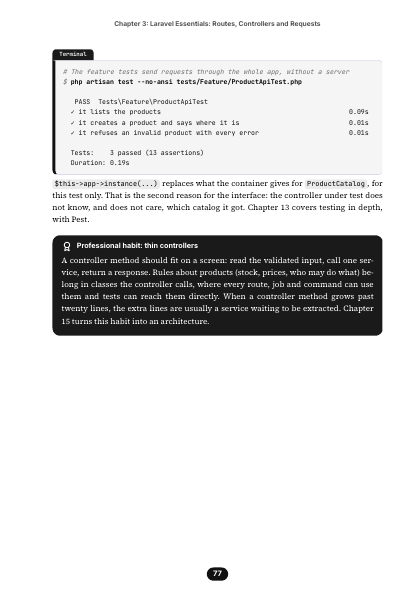 Chapter 3: Laravel Essentials: Routes, Controllers and Requests
Terminal
# The feature tests send requests through the whole app, without a server
$ php artisan test --no-ansi tests/Feature/ProductApiTest.php
PASS Tests\Feature\ProductApiTest
✓ it lists the products 0.09s
✓ it creates a product and says where it is 0.01s
✓ it refuses an invalid product with every error 0.01s
Tests: 3 passed (13 assertions)
Duration: 0.19s
$this->app->instance(...) replaces what the container gives for ProductCatalog, for
this test only. That is the second reason for the interface: the controller under test does
not know, and does not care, which catalog it got. Chapter 13 covers testing in depth,
with Pest.
Professional habit: thin controllers
A controller method should fit on a screen: read the validated input, call one ser-
vice, return a response. Rules about products (stock, prices, who may do what) be-
long in classes the controller calls, where every route, job and command can use
them and tests can reach them directly. When a controller method grows past
twenty lines, the extra lines are usually a service waiting to be extracted. Chapter
15 turns this habit into an architecture.
77